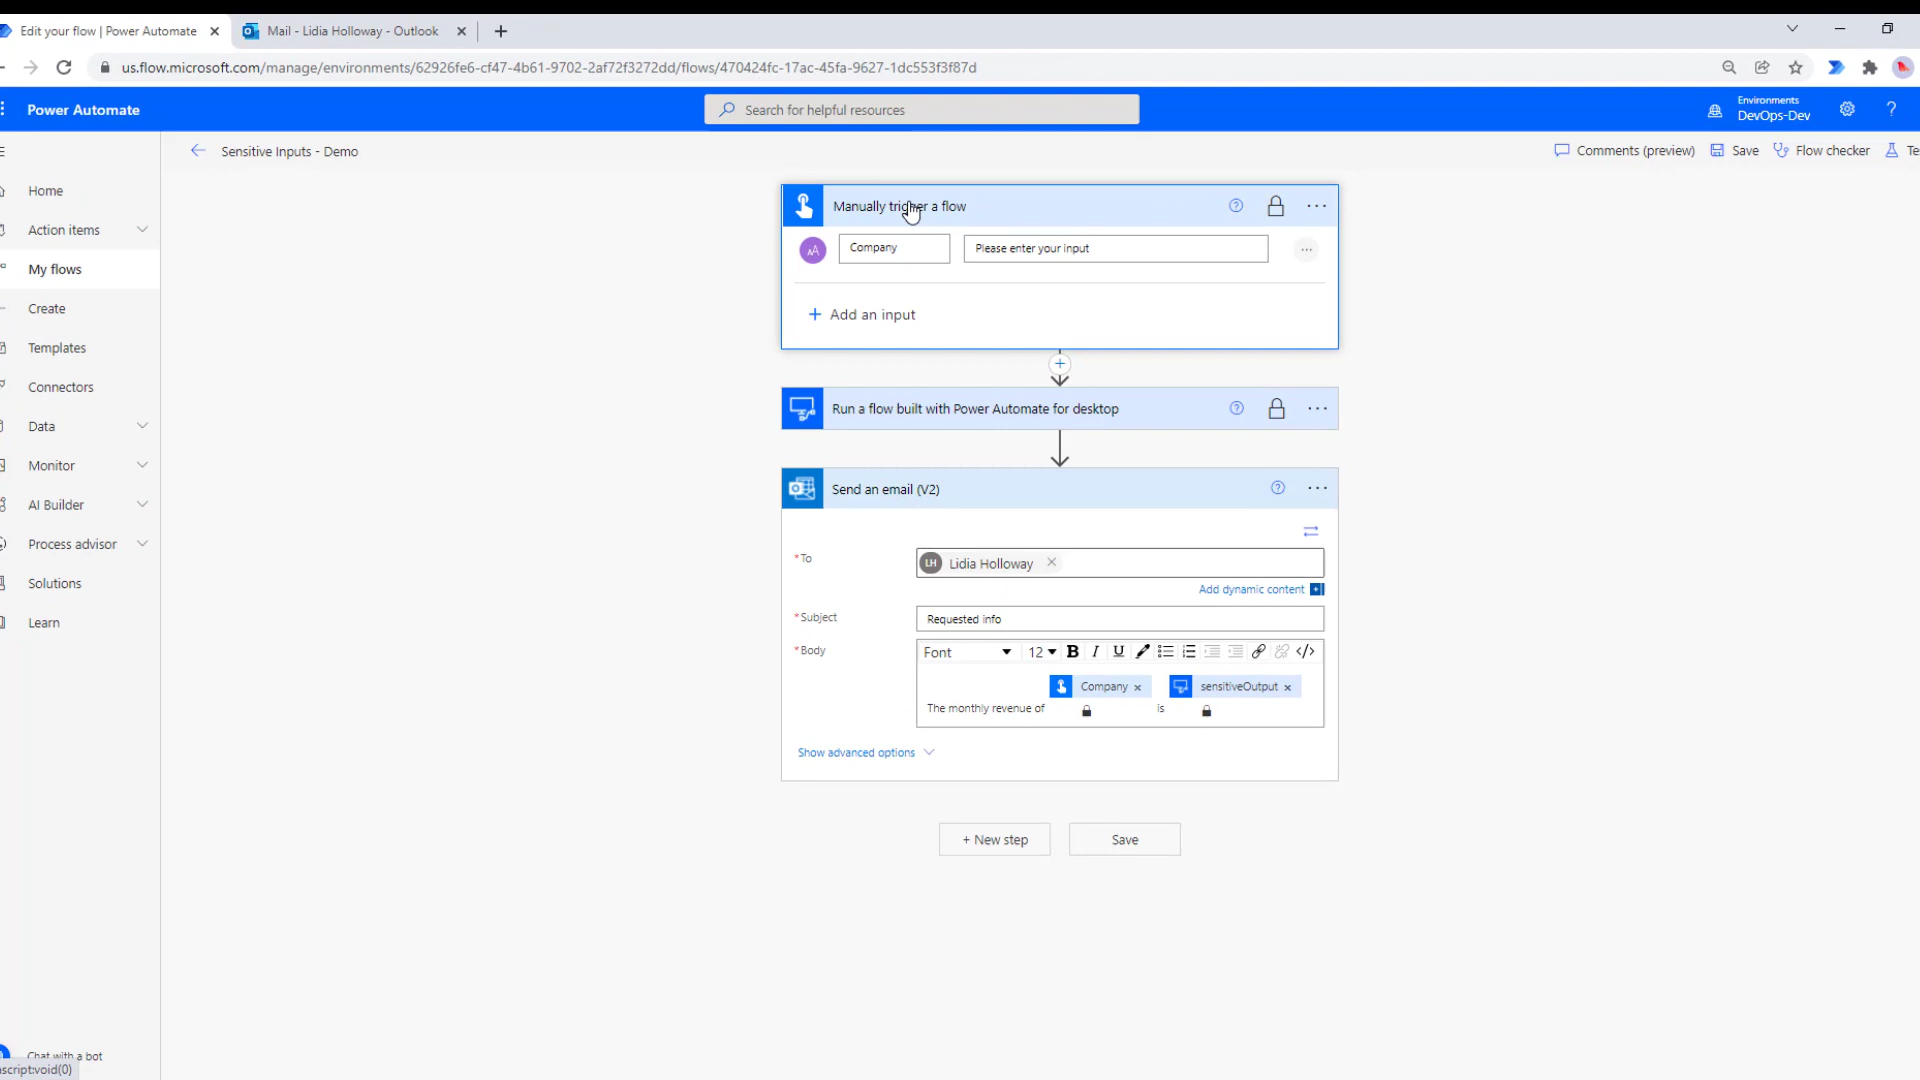 Edit your flow | Power Automate
Mail - Lidia Holloway - Outlook
us.flow.microsoft.com/manage/environments/62926fe6-cf47-4b61-9702-2af72f3272dd/flows/470424fc-17ac-45fa-9627-1dc553f3f87d
Power Automate
Search for helpful resources
Environments
DevOps-Dev
?
Sensitive Inputs - Demo
Comments (preview)
Save
Flow checker
Te
Home
Action items
My flows
Create
Templates
Connectors
Data
Monitor
AI Builder
Process advisor
Solutions
Learn
Manually trigger a flow
AA
Company
Please enter your input
+ Add an input
Run a flow built with Power Automate for desktop
Send an email (V2)
*To
LH Lidia Holloway
Add dynamic content
*Subject
Requested info
*Body
Font 12 B I U </>
Company sensitiveOutput
The monthly revenue of is
Show advanced options
+ New step
Save
Chat with a bot
ascript:void(0)